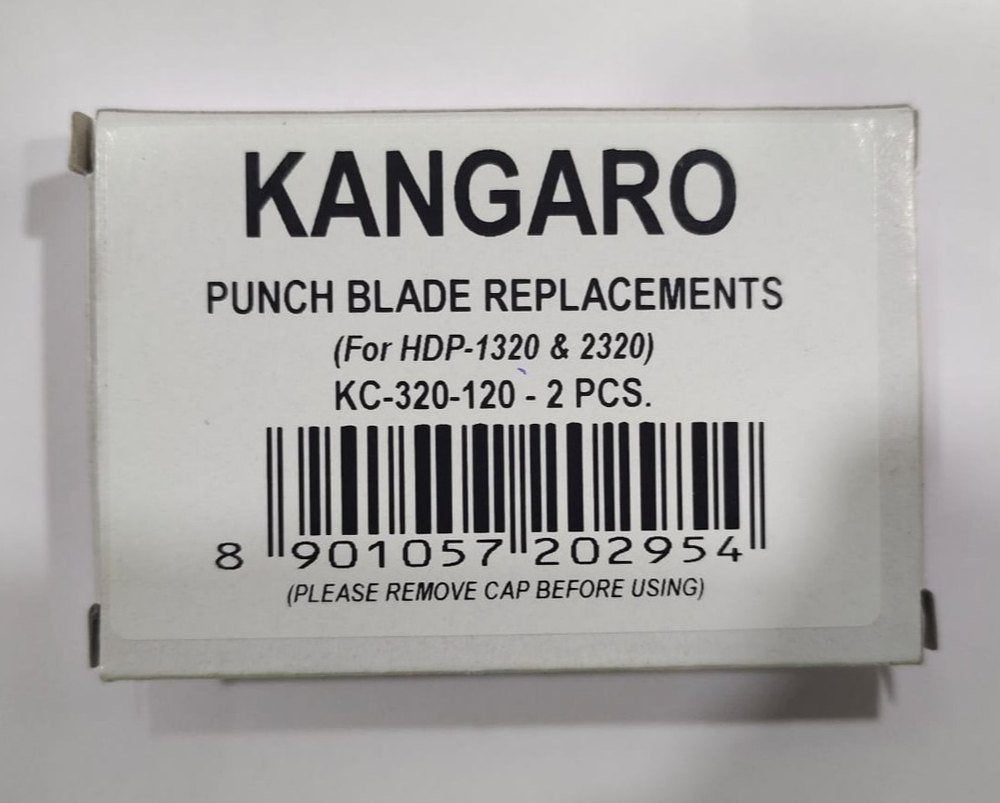 KANGARO
PUNCH BLADE REPLACEMENTS
(For HDP-1320 & 2320)
KC-320-120 - 2 PCS.
8 901057 202954
(PLEASE REMOVE CAP BEFORE USING)